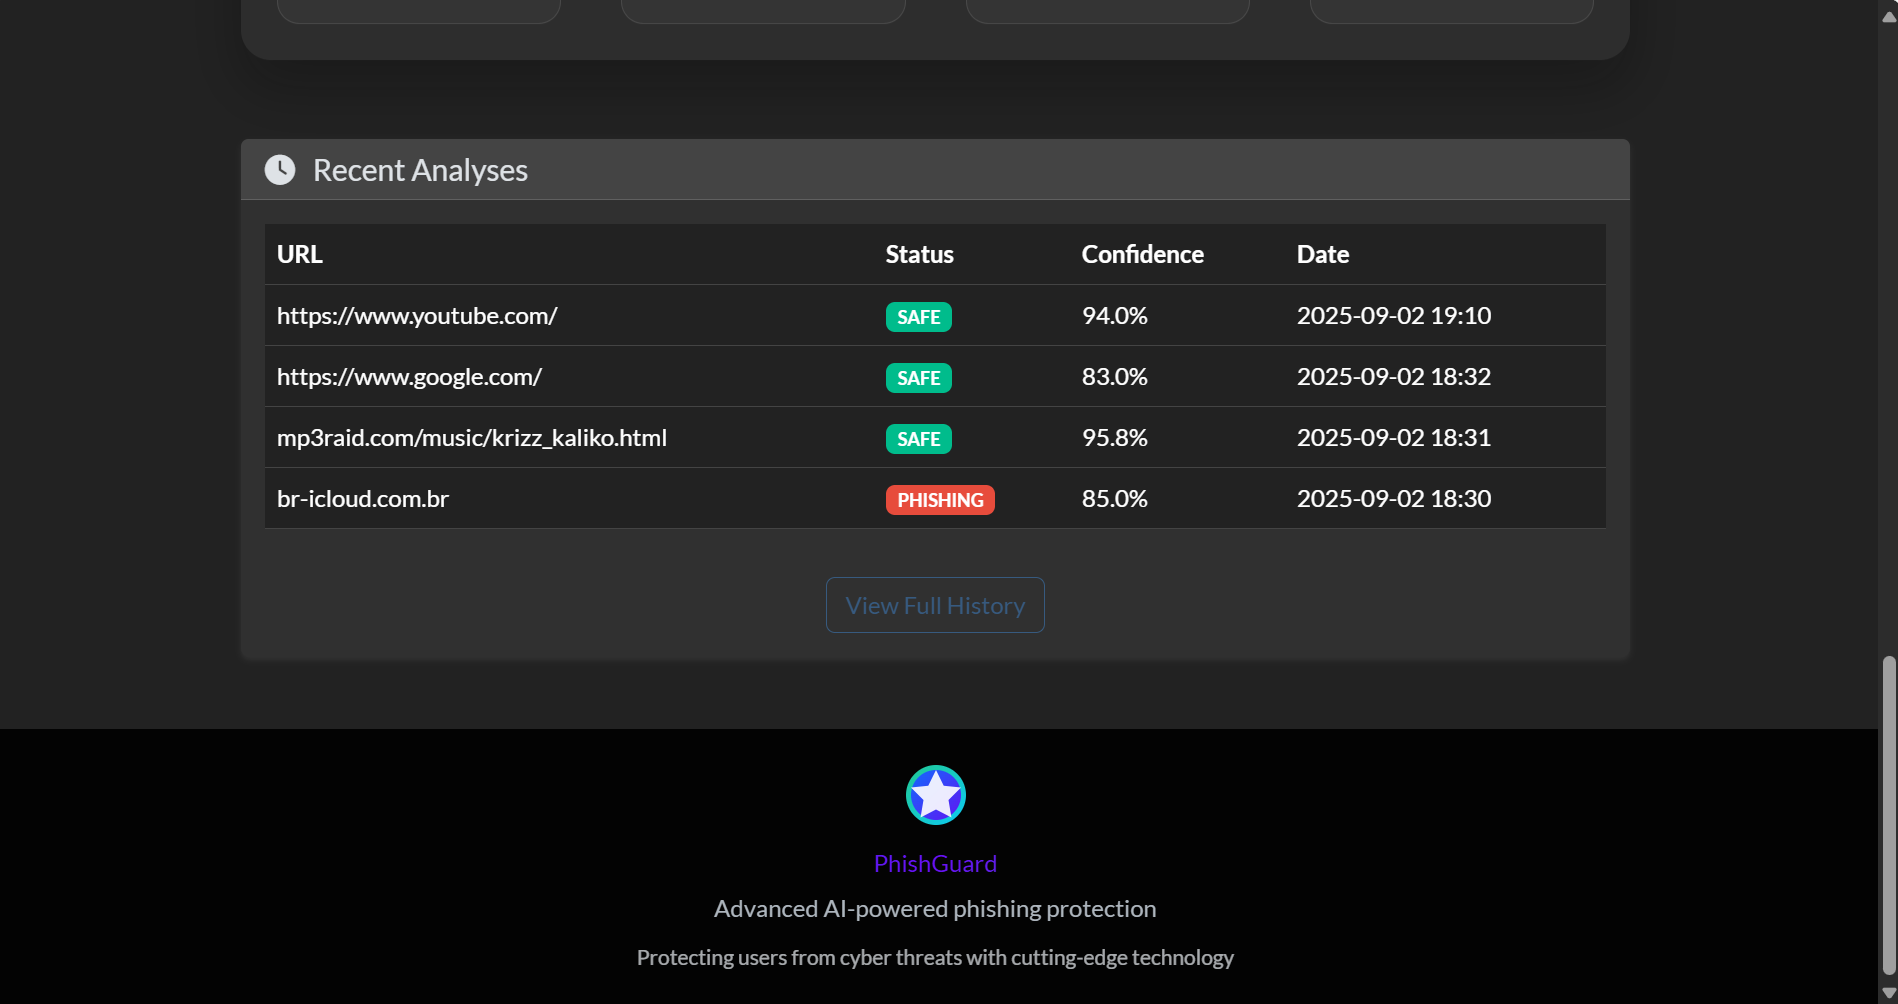 Recent Analyses
URL Status Confidence Date
https://www.youtube.com/ SAFE 94.0% 2025-09-02 19:10
https://www.google.com/ SAFE 83.0% 2025-09-02 18:32
mp3raid.com/music/krizz_kaliko.html SAFE 95.8% 2025-09-02 18:31
br-icloud.com.br PHISHING 85.0% 2025-09-02 18:30
View Full History
PhishGuard
Advanced AI-powered phishing protection
Protecting users from cyber threats with cutting-edge technology